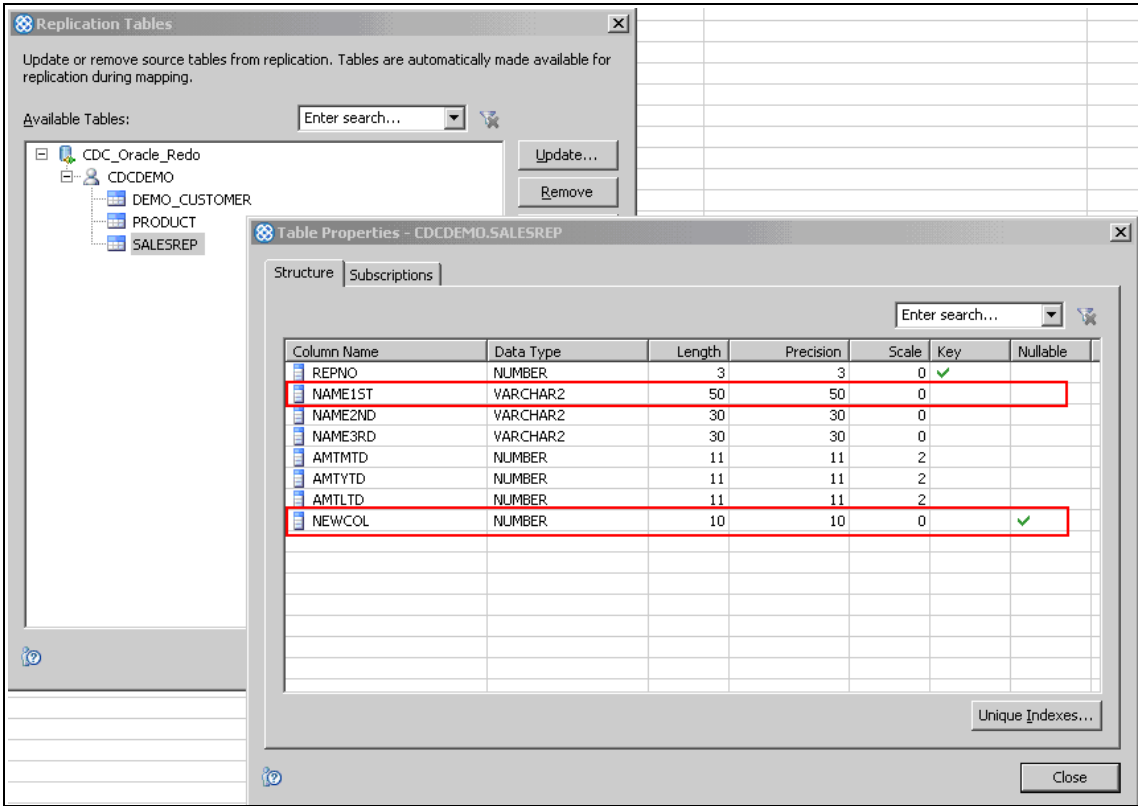 Replication Tables
Update or remove source tables from replication. Tables are automatically made available for
replication during mapping.
Available Tables:
Enter search...
CDC_Oracle_Redo
Update...
CDCDEMO
Remove
DEMO_CUSTOMER
PRODUCT
SALESREP
Table Properties - CDCDEMO.SALESREP
Structure Subscriptions
Enter search...
Column Name Data Type Length Precision Scale Key Nullable
REPNO NUMBER 3 3 0
NAME1ST VARCHAR2 50 50 0
NAME2ND VARCHAR2 30 30 0
NAME3RD VARCHAR2 30 30 0
AMTMTD NUMBER 11 11 2
AMTYTD NUMBER 11 11 2
AMTLTD NUMBER 11 11 2
NEWCOL NUMBER 10 10 0
Unique Indexes...
Close